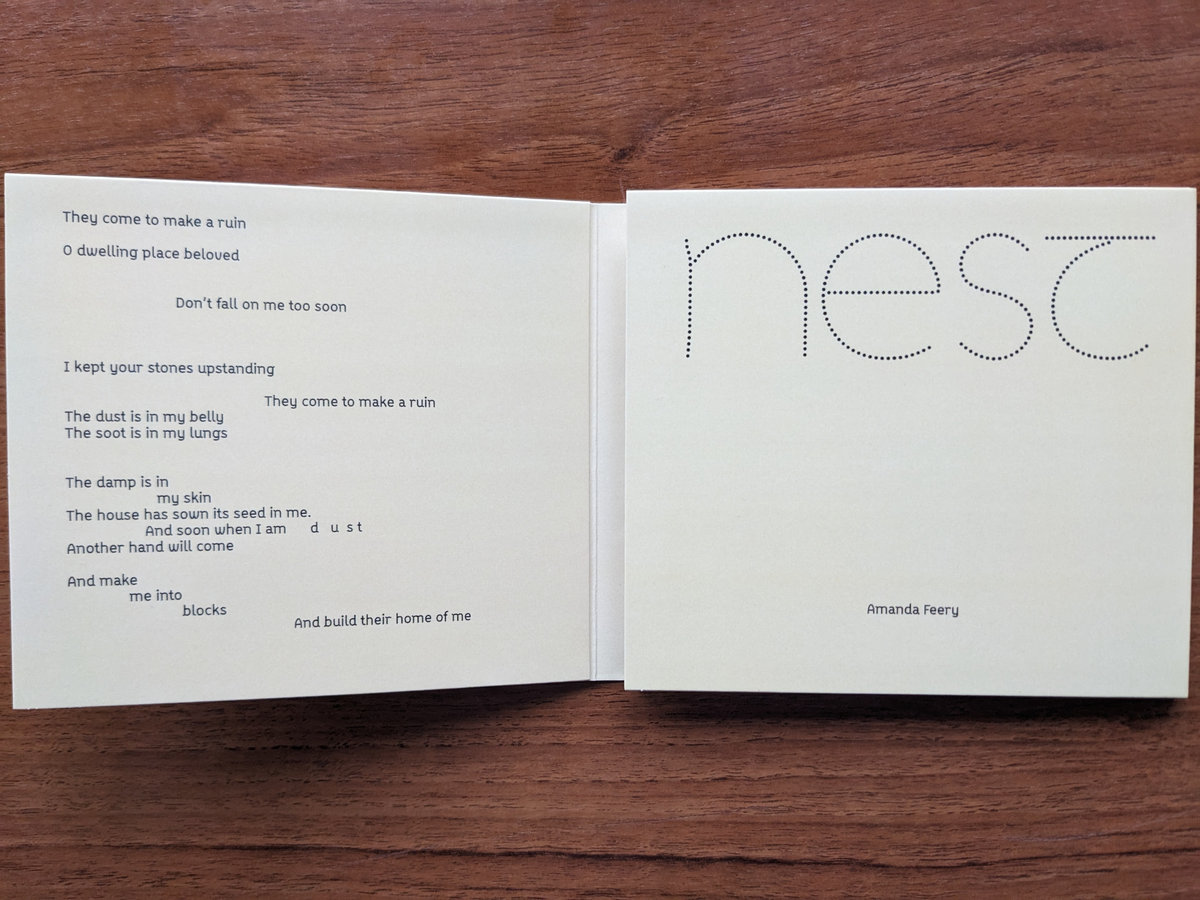 They come to make a ruin
O dwelling place beloved
Don't fall on me too soon
I kept your stones upstanding
They come to make a ruin
The dust is in my belly
The soot is in my lungs
The damp is in
my skin
The house has sown its seed in me.
And soon when I am d u s t
Another hand will come
And make
me into
blocks
And build their home of me
nest
Amanda Feery